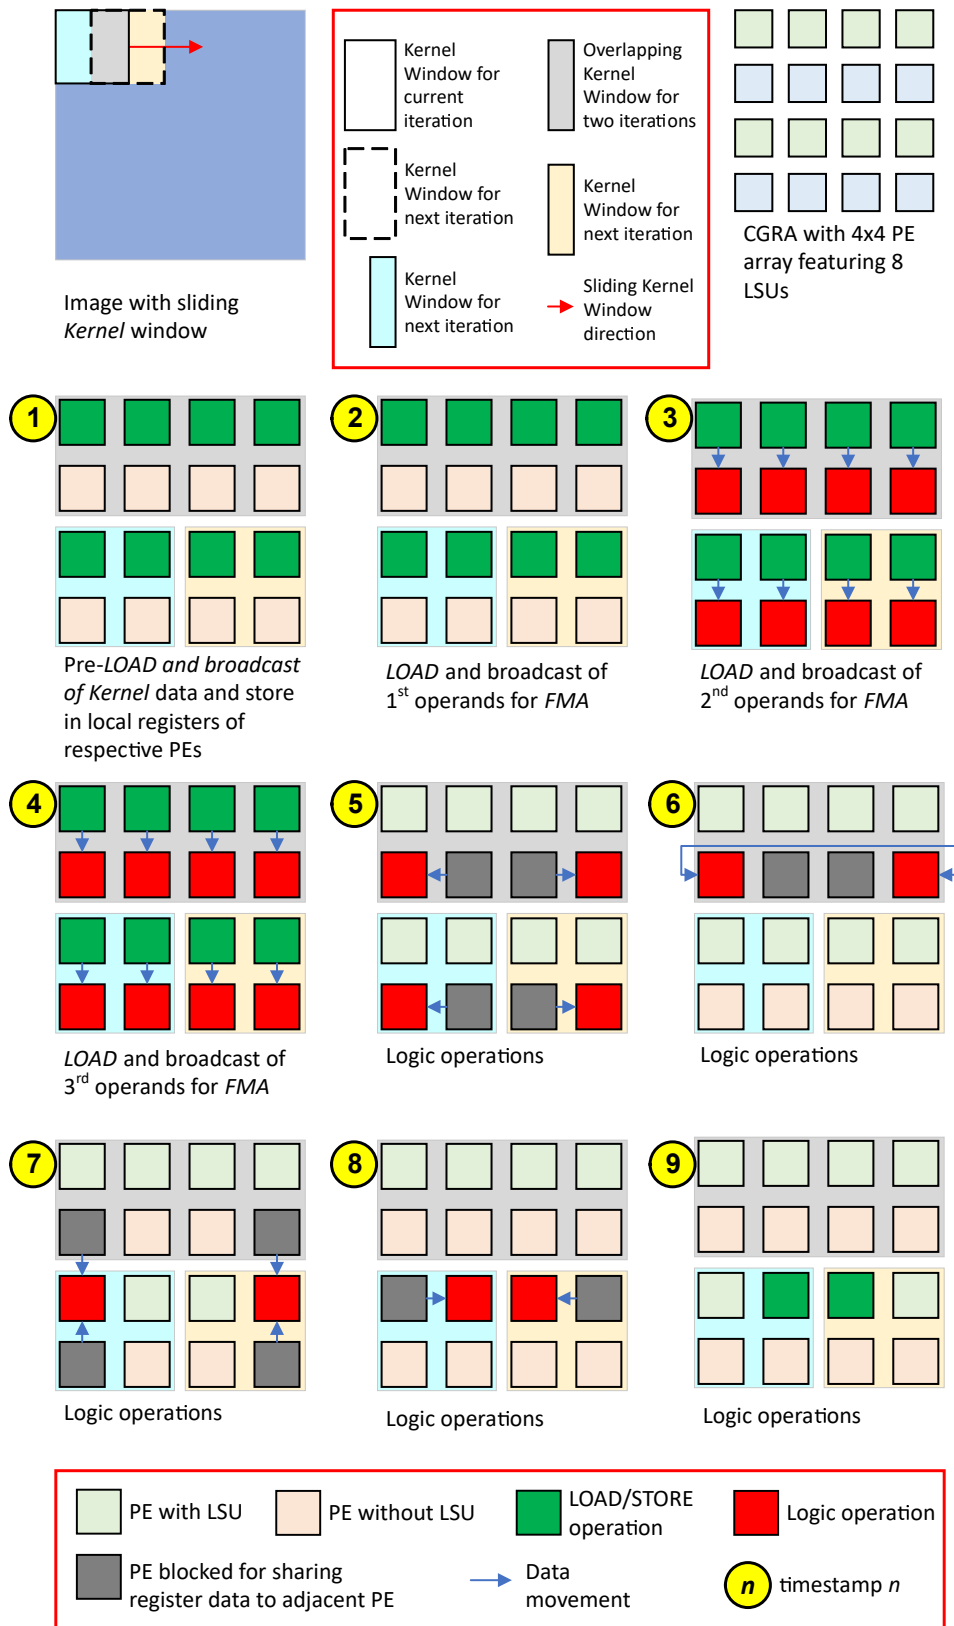 Image with sliding
Kernel window
Kernel
Window for
current
iteration
Overlapping
Kernel
Window for
two iterations
Kernel
Window for
next iteration
Kernel
Window for
next iteration
Kernel
Window for
next iteration
Sliding Kernel
Window
direction
CGRA with 4x4 PE
array featuring 8
LSUs
1
Pre-LOAD and broadcast
of Kernel data and store
in local registers of
respective PEs
2
LOAD and broadcast of
1st operands for FMA
3
LOAD and broadcast of
2nd operands for FMA
4
LOAD and broadcast of
3rd operands for FMA
5
Logic operations
6
Logic operations
7
Logic operations
8
Logic operations
9
Logic operations
PE with LSU
PE without LSU
LOAD/STORE
operation
Logic operation
PE blocked for sharing
register data to adjacent PE
Data
movement
n timestamp n